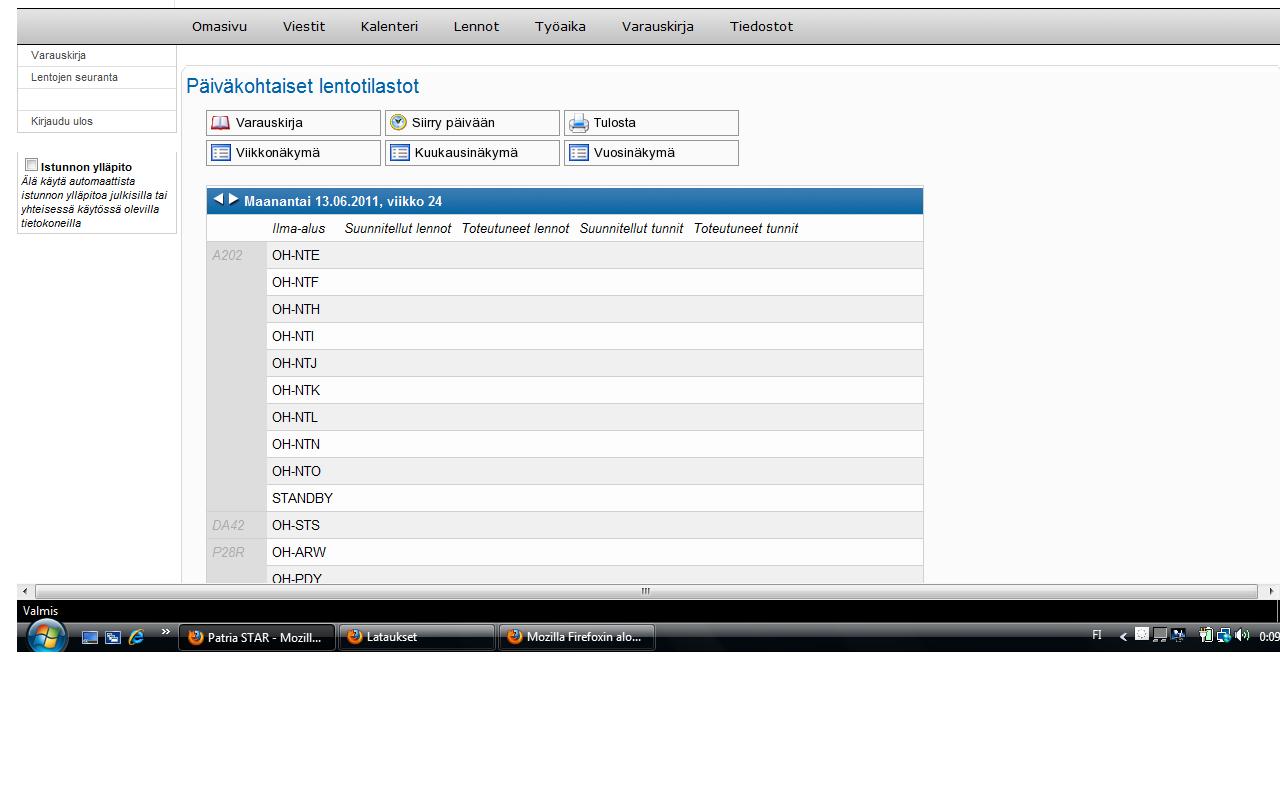 Omasivu Viestit Kalenteri Lennot Työaika Varauskirja Tiedostot
Varauskirja
Lentojen seuranta
Kirjaudu ulos
Istunnon ylläpito
Älä käytä automaattista
istunnon ylläpitoa julkisilla tai
yhteisessä käytössä olevilla
tietokoneilla
Päiväkohtaiset lentotilastot
Varauskirja Siirry päivään Tulosta
Viikkonäkymä Kuukausinäkymä Vuosinäkymä
Maanantai 13.06.2011, viikko 24
Ilma-alus Suunnitellut lennot Toteutuneet lennot Suunnitellut tunnit Toteutuneet tunnit
A202 OH-NTE
OH-NTF
OH-NTH
OH-NTI
OH-NTJ
OH-NTK
OH-NTL
OH-NTN
OH-NTO
STANDBY
DA42 OH-STS
P28R OH-ARW
OH-PDY
Valmis
Patria STAR - Mozill... Lataukset Mozilla Firefoxin alo... FI 0:09